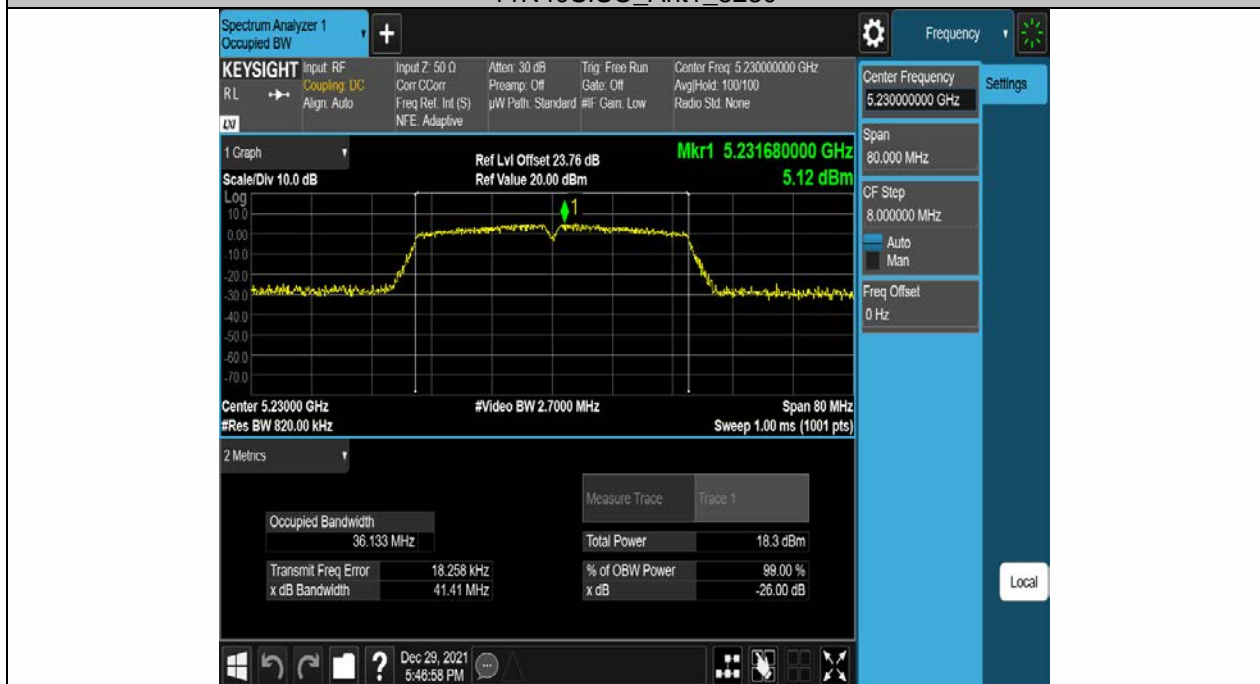 Spectrum Analyzer 1
Occupied BW
Frequency
KEYSIGHT
RL
Input: RF
Coupling: DC
Align: Auto
Input Z: 50 Ω
Corr CCorr
Freq Ref: Int (S)
NFE: Adaptive
Atten: 30 dB
Preamp: Off
µW Path: Standard
Trig: Free Run
Gate: Off
#IF Gain: Low
Center Freq: 5.230000000 GHz
Avg|Hold: 100/100
Radio Std: None
LXI
Center Frequency
5.230000000 GHz
Settings
Span
80.000 MHz
CF Step
8.000000 MHz
Auto
Man
Freq Offset
0 Hz
1 Graph
Scale/Div 10.0 dB
Ref Lvl Offset 23.76 dB
Ref Value 20.00 dBm
Mkr1 5.231680000 GHz
5.12 dBm
Log
1
10.0
0.00
-10.0
-20.0
-30.0
-40.0
-50.0
-60.0
-70.0
Center 5.23000 GHz
#Res BW 820.00 kHz
#Video BW 2.7000 MHz
Span 80 MHz
Sweep 1.00 ms (1001 pts)
2 Metrics
Measure Trace Trace 1
Occupied Bandwidth
36.133 MHz
Total Power 18.3 dBm
Transmit Freq Error 18.258 kHz
% of OBW Power 99.00 %
x dB Bandwidth 41.41 MHz
x dB -26.00 dB
Local
Dec 29, 2021
5:46:58 PM